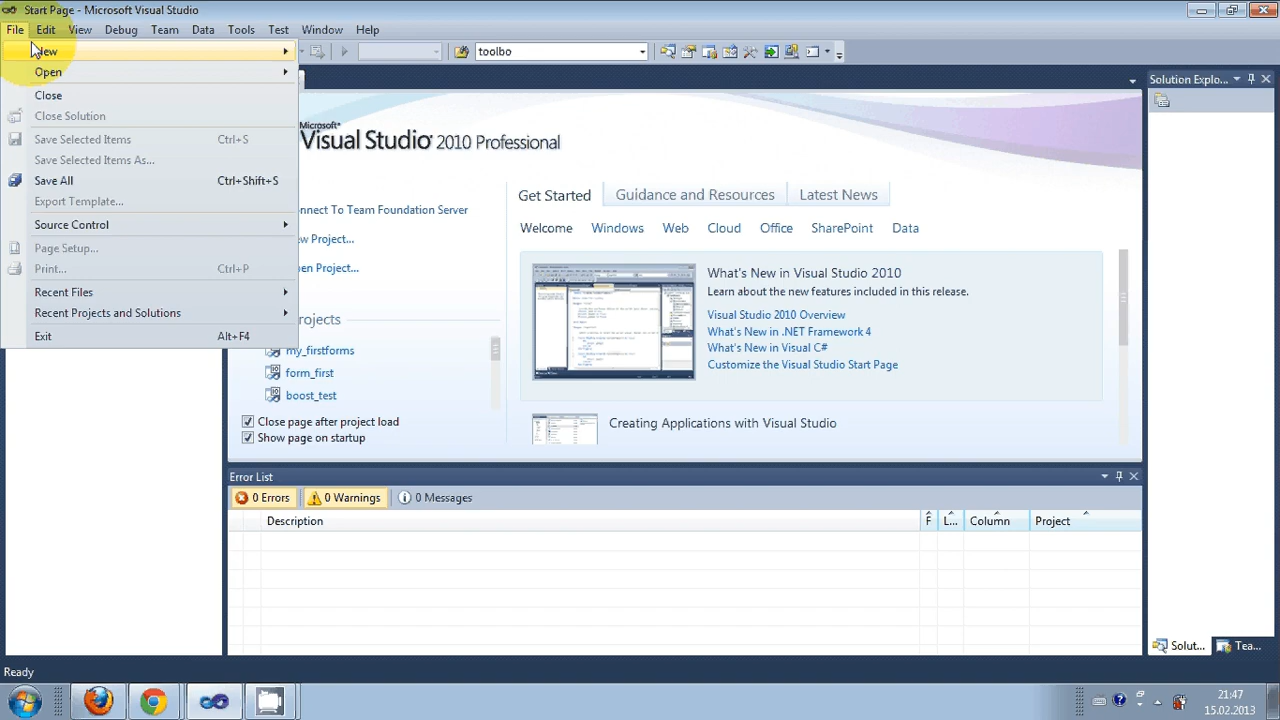 Start Page - Microsoft Visual Studio
File Edit View Debug Team Tools Data Test Window Help
toolbo
Open
Close
Close Solution
Save Selected Items Ctrl+S
Save Selected Items As...
Save All Ctrl+Shift+S
Export Template...
Source Control
Page Setup...
Print... Ctrl+P
Recent Files
Recent Projects and Solutions
Exit Alt+F4
Microsoft®
Visual Studio® 2010 Professional
onnect To Team Foundation Server
w Project...
en Project...
rojects
my_firstforms
form_first
boost_test
Close page after project load
Show page on startup
Get Started Guidance and Resources Latest News
Welcome Windows Web Cloud Office SharePoint Data
What's New in Visual Studio 2010
Learn about the new features included in this release.
Visual Studio 2010 Overview
What's New in .NET Framework 4
What's New in Visual C#
Customize the Visual Studio Start Page
Creating Applications with Visual Studio
Solution Explo...
Error List
0 Errors 0 Warnings 0 Messages
Description F L... Column Project
Solut... Tea...
Ready
21:47
15.02.2013